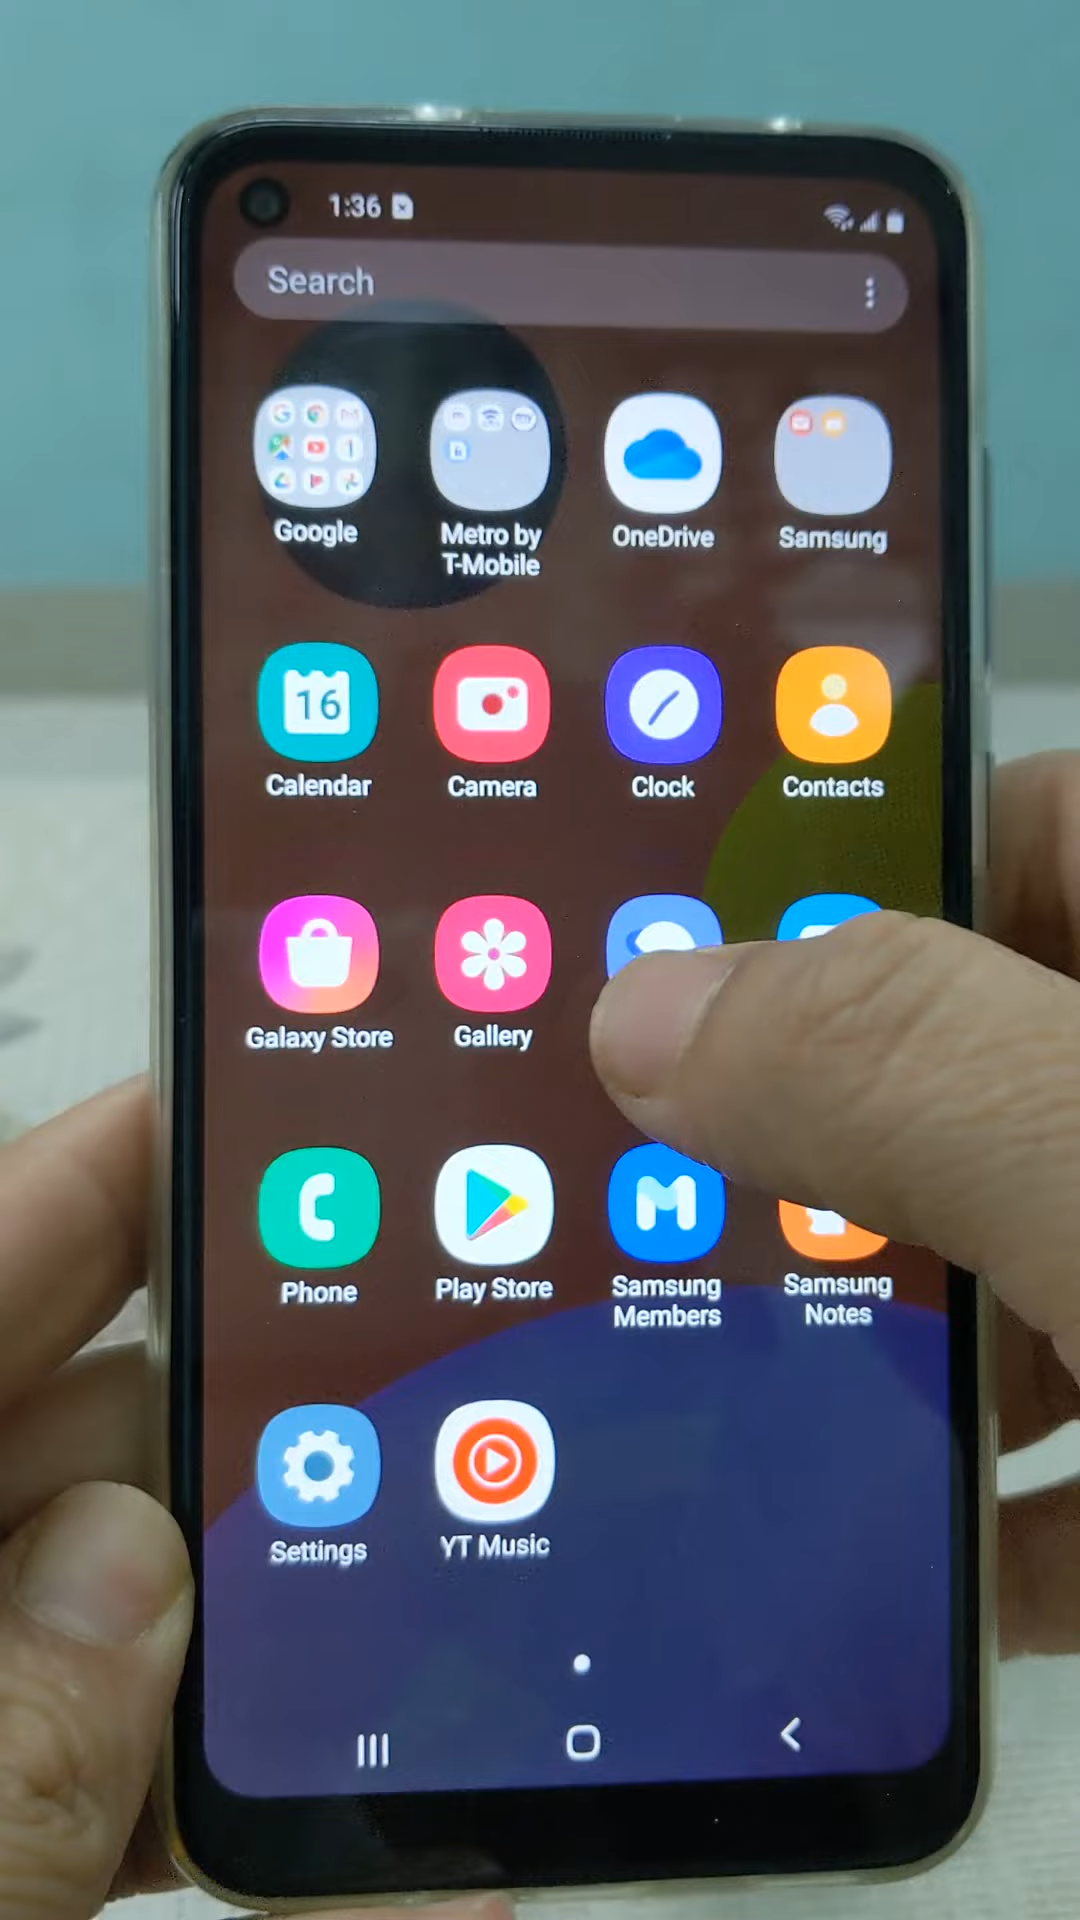 1:36
Search
Google
Metro by
T-Mobile
OneDrive
Samsung
16
Calendar
Camera
Clock
Contacts
Galaxy Store
Gallery
Phone
Play Store
Samsung
Members
Samsung
Notes
Settings
YT Music